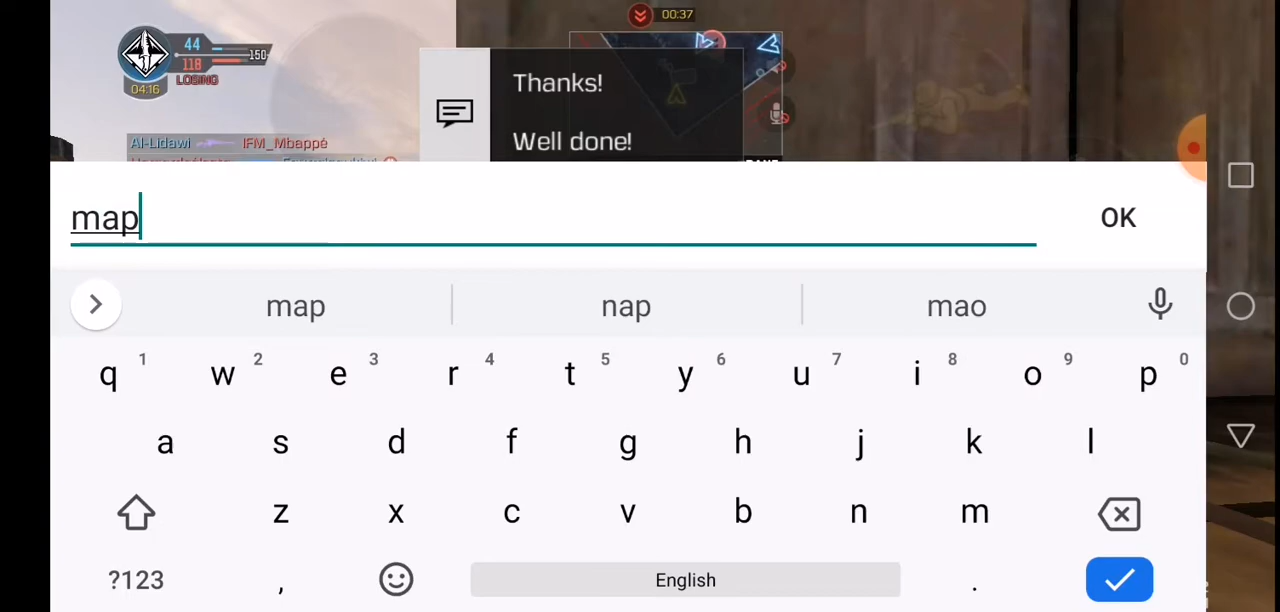 00:37
44
150
118
LOSING
04:16
Thanks!
Well done!
Al-Lidawi IFM_Mbappé
map
OK
map nap mao
q 1 w 2 e 3 r 4 t 5 y 6 u 7 i 8 o 9 p 0
a s d f g h j k l
z x c v b n m
?123 , English .